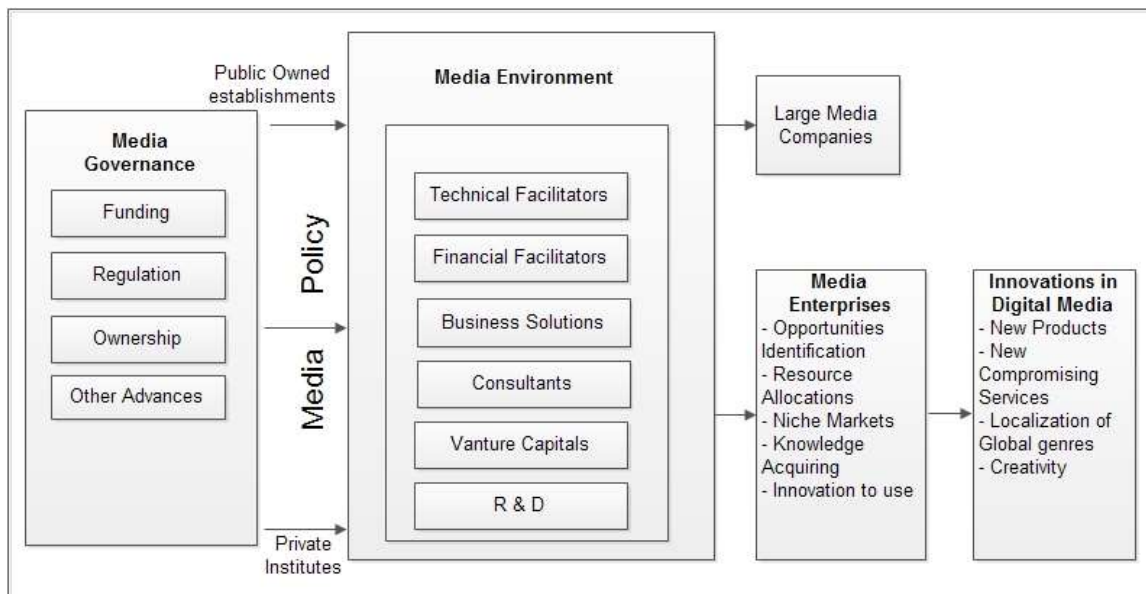 Media
Governance
Funding
Regulation
Ownership
Other Advances
Public Owned
establishments
Media Policy
Private
Institutes
Media Environment
Technical Facilitators
Financial Facilitators
Business Solutions
Consultants
Vanture Capitals
R & D
Large Media
Companies
Media
Enterprises
- Opportunities
Identification
- Resource
Allocations
- Niche Markets
- Knowledge
Acquiring
- Innovation to use
Innovations in
Digital Media
- New Products
- New
Compromising
Services
- Localization of
Global genres
- Creativity